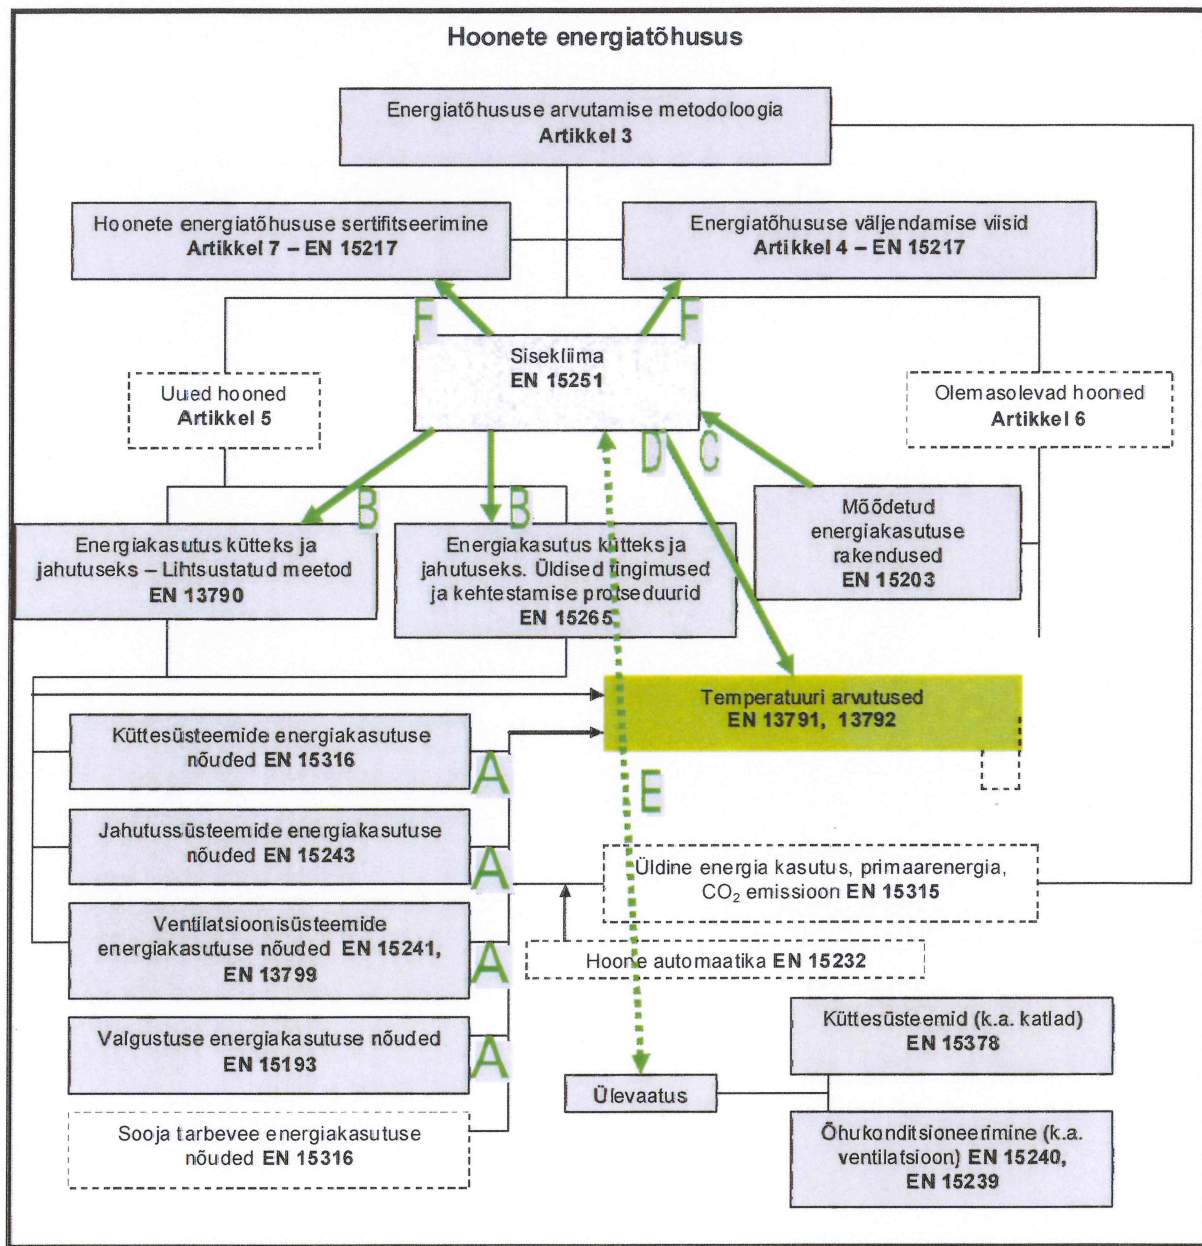 Hoonete energiatõhusus
Energiatõhususe arvutamise metodoloogia
Artikkel 3
Hoonete energiatõhususe sertifitseerimine
Artikkel 7 – EN 15217
Energiatõhususe väljendamise viisid
Artikkel 4 – EN 15217
F
F
Sisekliima
EN 15251
Uued hooned
Artikkel 5
Olemasolevad hooned
Artikkel 6
D
C
B
B
Energiakasutus kütteks ja
jahutuseks – Lihtsustatud meetod
EN 13790
Energiakasutus kütteks ja
jahutuseks. Üldised tingimused
ja kehtestamise protseduurid
EN 15265
Mõõdetud
energiakasutuse
rakendused
EN 15203
Temperatuuri arvutused
EN 13791, 13792
Küttesüsteemide energiakasutuse
nõuded EN 15316
A
E
Jahutussüsteemide energiakasutuse
nõuded EN 15243
A
Üldine energia kasutus, primaarenergia,
CO₂ emissioon EN 15315
Ventilatsioonisüsteemide
energiakasutuse nõuded EN 15241,
EN 13799
A
Hoone automaatika EN 15232
Valgustuse energiakasutuse nõuded
EN 15193
A
Küttesüsteemid (k.a. katlad)
EN 15378
Ülevaatus
Sooja tarbevee energiakasutuse
nõuded EN 15316
Õhukonditsioneerimine (k.a.
ventilatsioon) EN 15240,
EN 15239